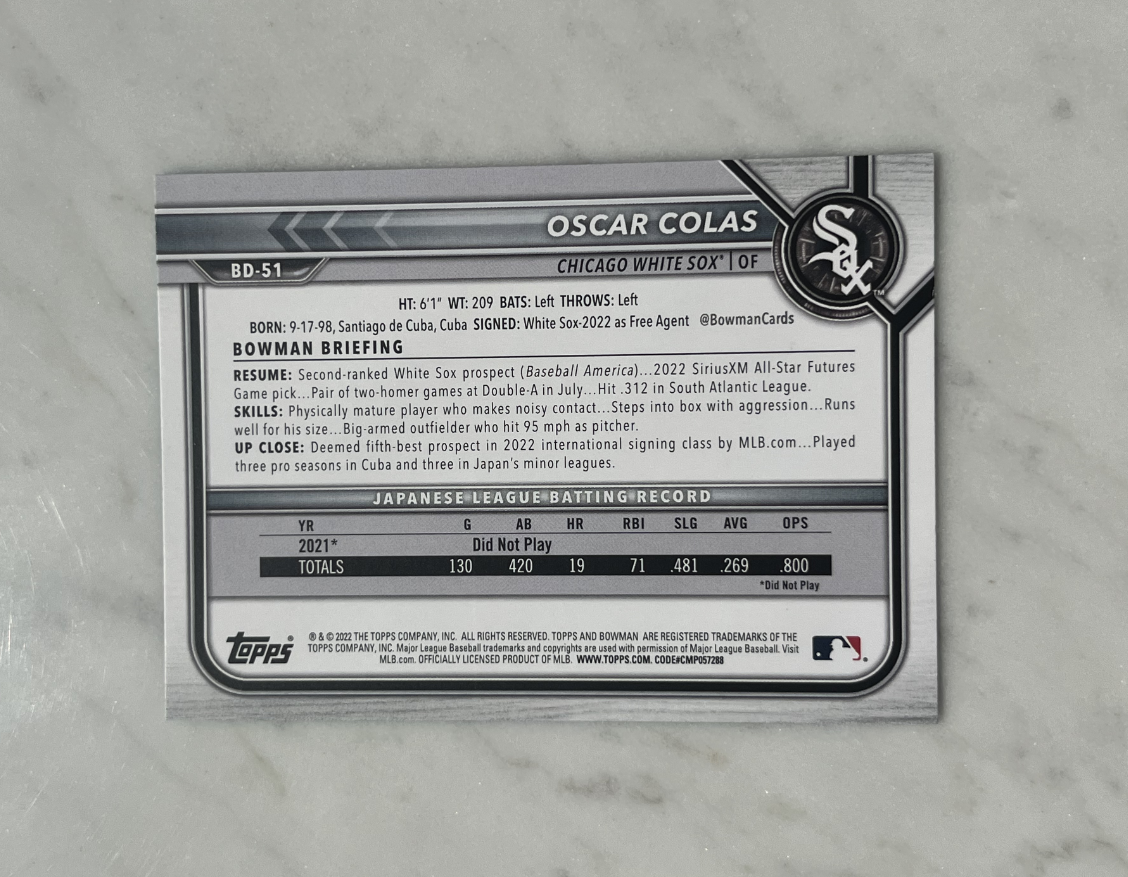 OSCAR COLAS
BD-51
CHICAGO WHITE SOX® | OF
SOX
™
HT: 6'1" WT: 209 BATS: Left THROWS: Left
BORN: 9-17-98, Santiago de Cuba, Cuba SIGNED: White Sox-2022 as Free Agent @BowmanCards
BOWMAN BRIEFING
RESUME: Second-ranked White Sox prospect (Baseball America)...2022 SiriusXM All-Star Futures
Game pick...Pair of two-homer games at Double-A in July...Hit .312 in South Atlantic League.
SKILLS: Physically mature player who makes noisy contact...Steps into box with aggression...Runs
well for his size...Big-armed outfielder who hit 95 mph as pitcher.
UP CLOSE: Deemed fifth-best prospect in 2022 international signing class by MLB.com...Played
three pro seasons in Cuba and three in Japan's minor leagues.
JAPANESE LEAGUE BATTING RECORD
YR G AB HR RBI SLG AVG OPS
2021* Did Not Play
TOTALS 130 420 19 71 .481 .269 .800
*Did Not Play
topps®
® & © 2022 THE TOPPS COMPANY, INC. ALL RIGHTS RESERVED. TOPPS AND BOWMAN ARE REGISTERED TRADEMARKS OF THE
TOPPS COMPANY, INC. Major League Baseball trademarks and copyrights are used with permission of Major League Baseball. Visit
MLB.com. OFFICIALLY LICENSED PRODUCT OF MLB. WWW.TOPPS.COM. CODE#CMP057288